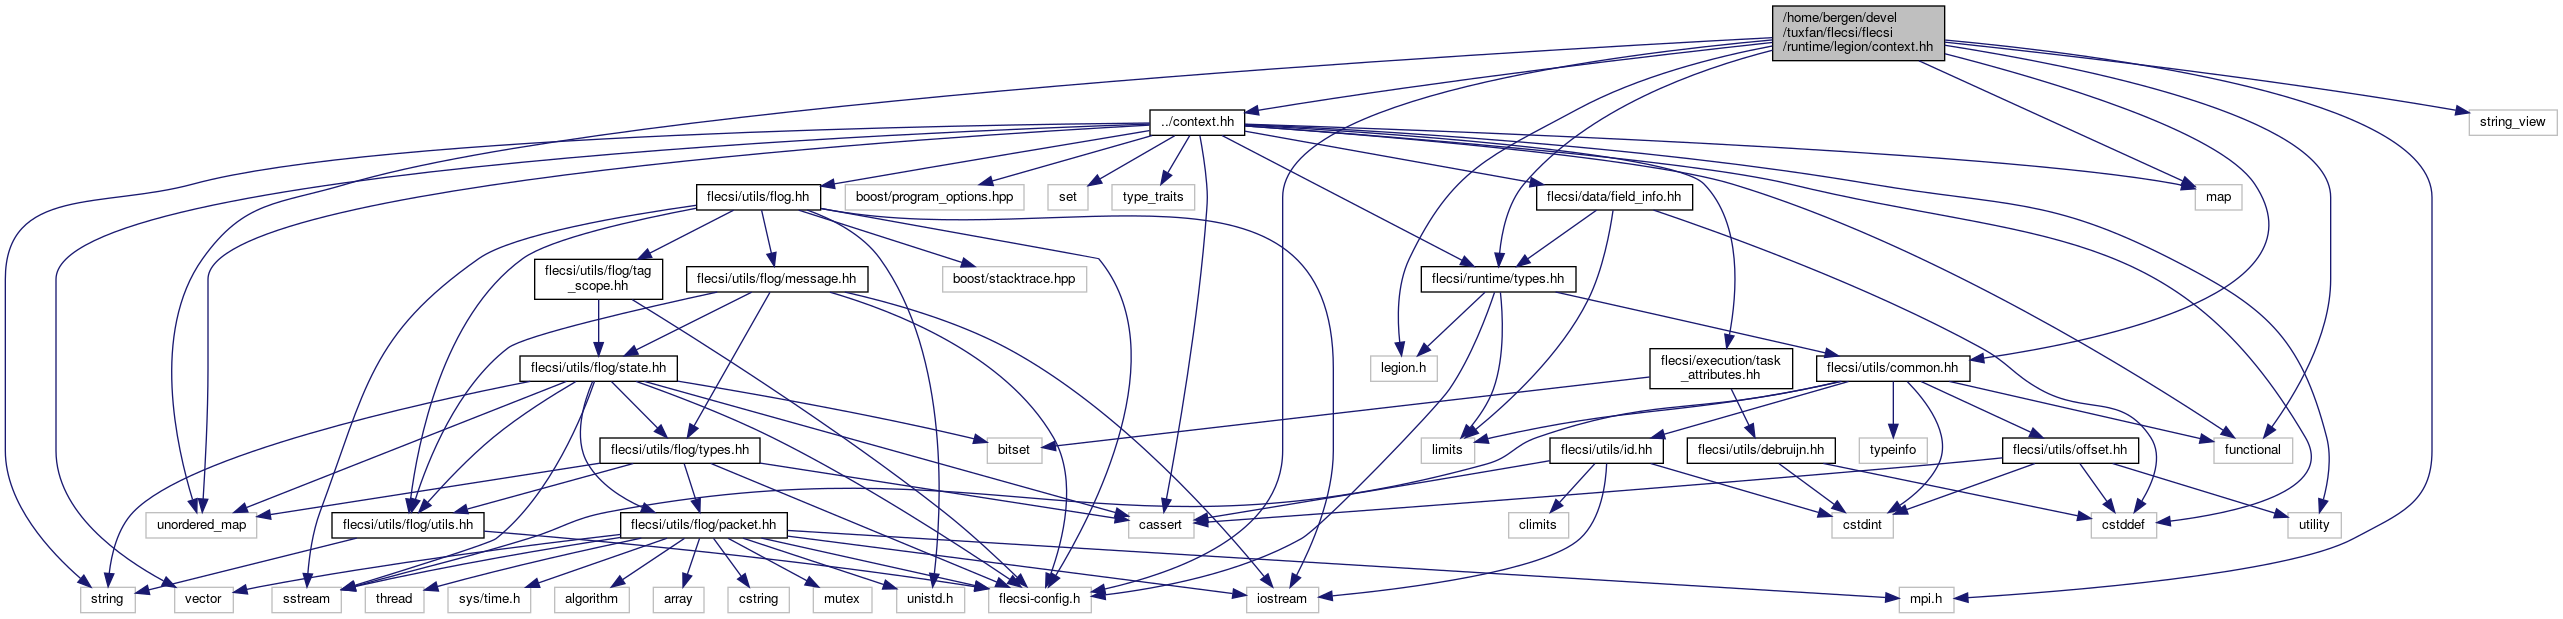 /home/bergen/devel
/tuxfan/flecsi/flecsi
/runtime/legion/context.hh
../context.hh
string_view
flecsi/utils/flog.hh
boost/program_options.hpp
set
type_traits
flecsi/data/field_info.hh
map
flecsi/utils/flog/tag
_scope.hh
flecsi/utils/flog/message.hh
boost/stacktrace.hpp
flecsi/runtime/types.hh
flecsi/utils/flog/state.hh
legion.h
flecsi/execution/task
_attributes.hh
flecsi/utils/common.hh
flecsi/utils/flog/types.hh
bitset
limits
flecsi/utils/id.hh
flecsi/utils/debruijn.hh
typeinfo
flecsi/utils/offset.hh
functional
unordered_map
flecsi/utils/flog/utils.hh
flecsi/utils/flog/packet.hh
cassert
climits
cstdint
cstddef
utility
string
vector
sstream
thread
sys/time.h
algorithm
array
cstring
mutex
unistd.h
flecsi-config.h
iostream
mpi.h